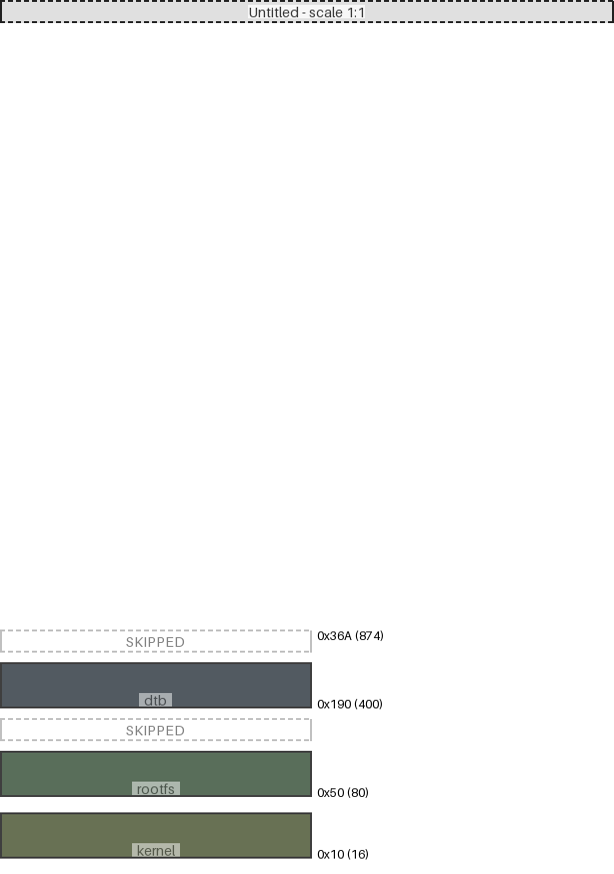 Untitled - scale 1:1
SKIPPED
0x36A (874)
dtb
0x190 (400)
SKIPPED
rootfs
0x50 (80)
kernel
0x10 (16)